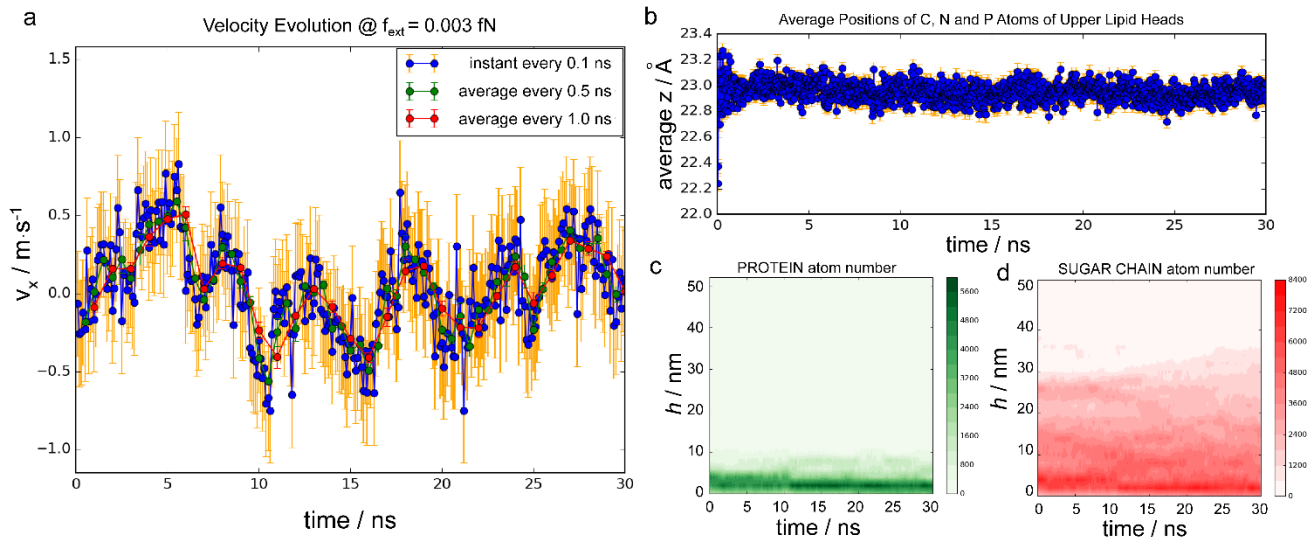 a
Velocity Evolution @ f_ext = 0.003 fN
1.5
1.0
0.5
0.0
−0.5
−1.0
v_x / m·s⁻¹
instant every 0.1 ns
average every 0.5 ns
average every 1.0 ns
0 5 10 15 20 25 30
time / ns
b
Average Positions of C, N and P Atoms of Upper Lipid Heads
23.4
23.2
23.0
22.8
22.6
22.4
22.2
22.0
average z / Å
0 5 10 15 20 25 30
time / ns
c
PROTEIN atom number
50
40
30
20
10
0
h / nm
0 5 10 15 20 25 30
time / ns
5600
4800
4000
3200
2400
1600
800
0
d
SUGAR CHAIN atom number
50
40
30
20
10
0
h / nm
0 5 10 15 20 25 30
time / ns
8400
7200
6000
4800
3600
2400
1200
0